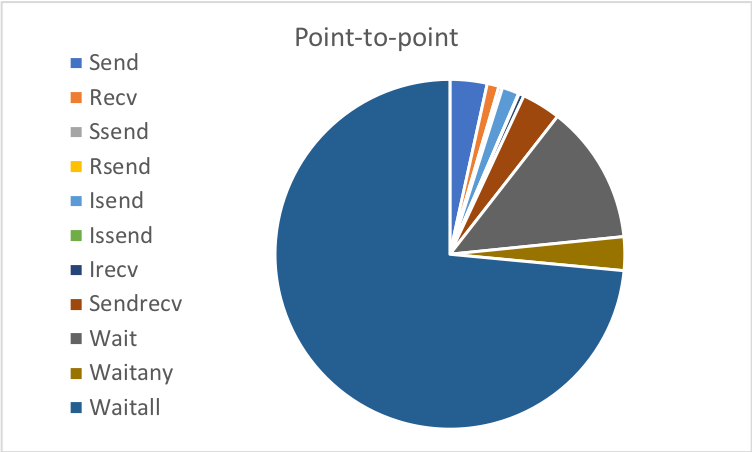 Point-to-point
Send
Recv
Ssend
Rsend
Isend
Issend
Irecv
Sendrecv
Wait
Waitany
Waitall